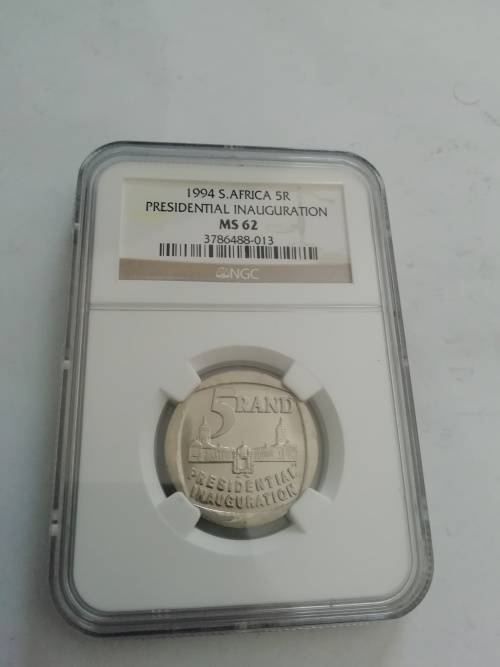 1994 S.AFRICA 5R
PRESIDENTIAL INAUGURATION
MS 62
3786488-013
NGC
5 RAND
PRESIDENTIAL
INAUGURATION